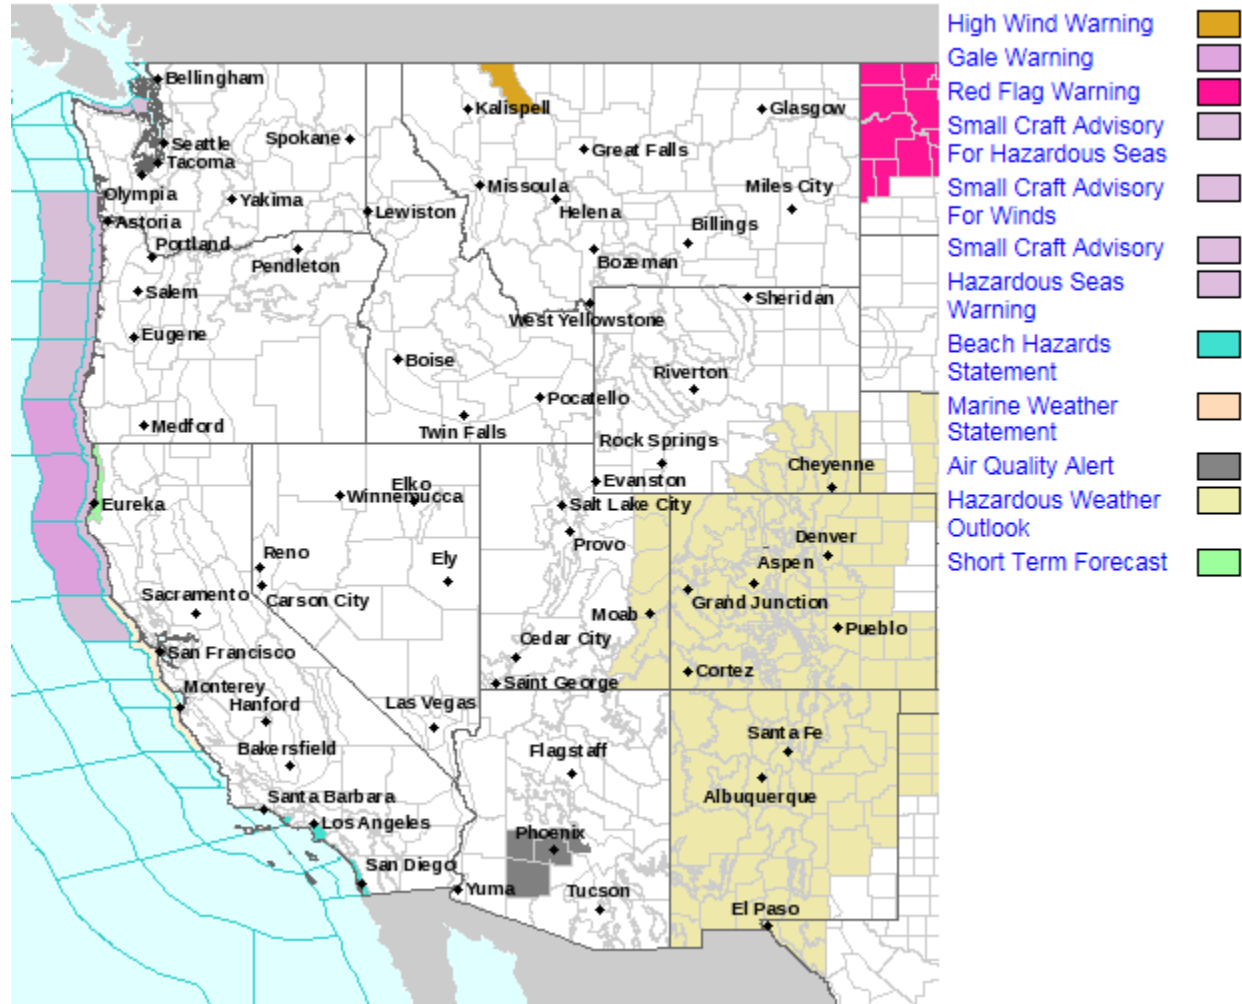 High Wind Warning
Gale Warning
Red Flag Warning
Small Craft Advisory
For Hazardous Seas
Small Craft Advisory
For Winds
Small Craft Advisory
Hazardous Seas
Warning
Beach Hazards
Statement
Marine Weather
Statement
Air Quality Alert
Hazardous Weather
Outlook
Short Term Forecast
Bellingham
Kalispell
Glasgow
Seattle
Spokane
Great Falls
Tacoma
Olympia
Yakima
Missoula
Miles City
Astoria
Lewiston
Helena
Billings
Portland
Pendleton
Bozeman
Salem
Sheridan
Eugene
West Yellowstone
Boise
Riverton
Medford
Twin Falls
Pocatello
Rock Springs
Cheyenne
Eureka
Elko
Winnemucca
Evanston
Salt Lake City
Reno
Ely
Provo
Denver
Aspen
Sacramento
Carson City
Moab
Grand Junction
San Francisco
Cedar City
Pueblo
Monterey
Hanford
Las Vegas
Saint George
Cortez
Bakersfield
Flagstaff
Santa Fe
Santa Barbara
Albuquerque
Los Angeles
Phoenix
San Diego
Yuma
Tucson
El Paso